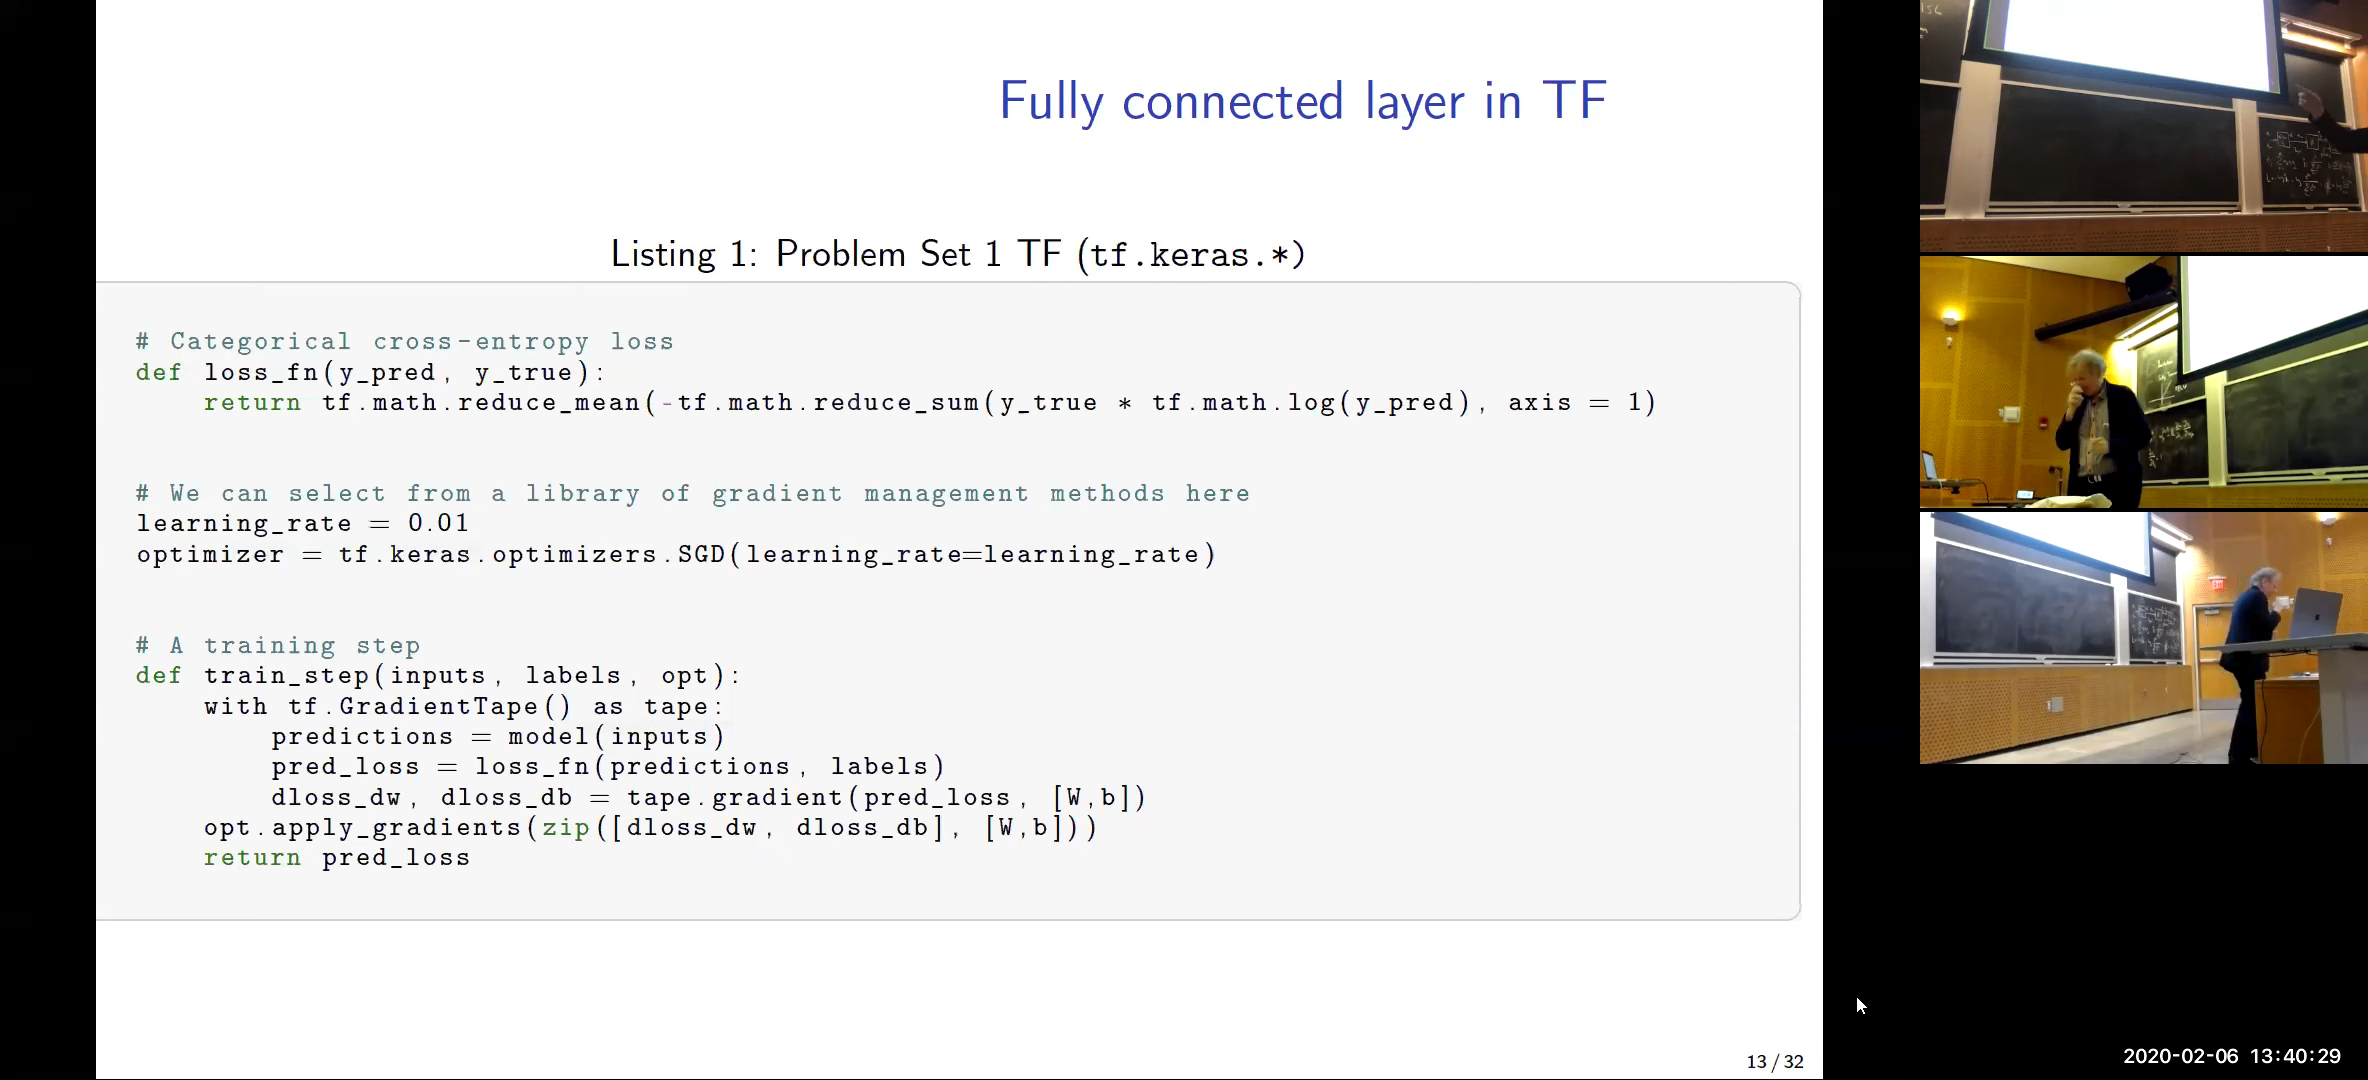 Fully connected layer in TF
Listing 1: Problem Set 1 TF (tf.keras.*)
# Categorical cross-entropy loss
def loss_fn(y_pred, y_true):
return tf.math.reduce_mean(-tf.math.reduce_sum(y_true * tf.math.log(y_pred), axis = 1)
# We can select from a library of gradient management methods here
learning_rate = 0.01
optimizer = tf.keras.optimizers.SGD(learning_rate=learning_rate)
# A training step
def train_step(inputs, labels, opt):
with tf.GradientTape() as tape:
predictions = model(inputs)
pred_loss = loss_fn(predictions, labels)
dloss_dw, dloss_db = tape.gradient(pred_loss, [W,b])
opt.apply_gradients(zip([dloss_dw, dloss_db], [W,b]))
return pred_loss
13 / 32
EXIT
2020-02-06 13:40:29